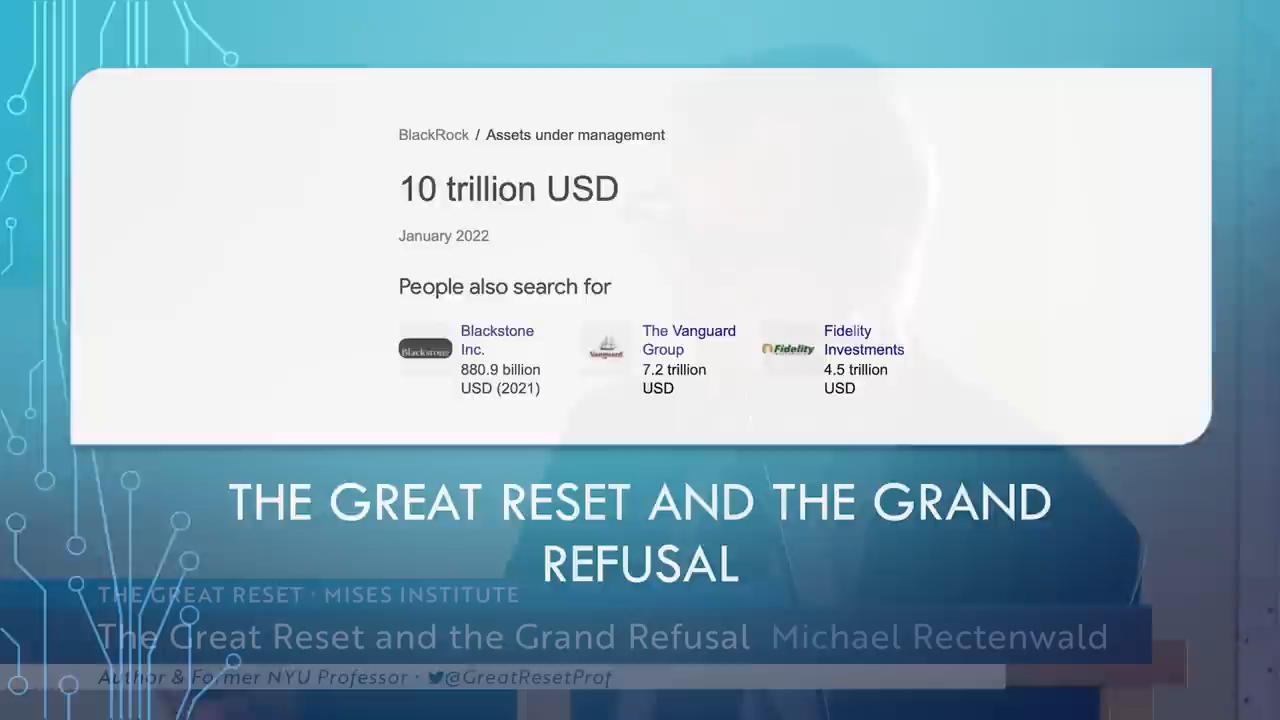 BlackRock / Assets under management
10 trillion USD
January 2022
People also search for
Blackstone
Blackstone
Inc.
880.9 billion
USD (2021)
Vanguard
The Vanguard
Group
7.2 trillion
USD
Fidelity
Fidelity
Investments
4.5 trillion
USD
THE GREAT RESET AND THE GRAND
REFUSAL
THE GREAT RESET · MISES INSTITUTE
The Great Reset and the Grand Refusal Michael Rectenwald
Author & Former NYU Professor · @GreatResetProf